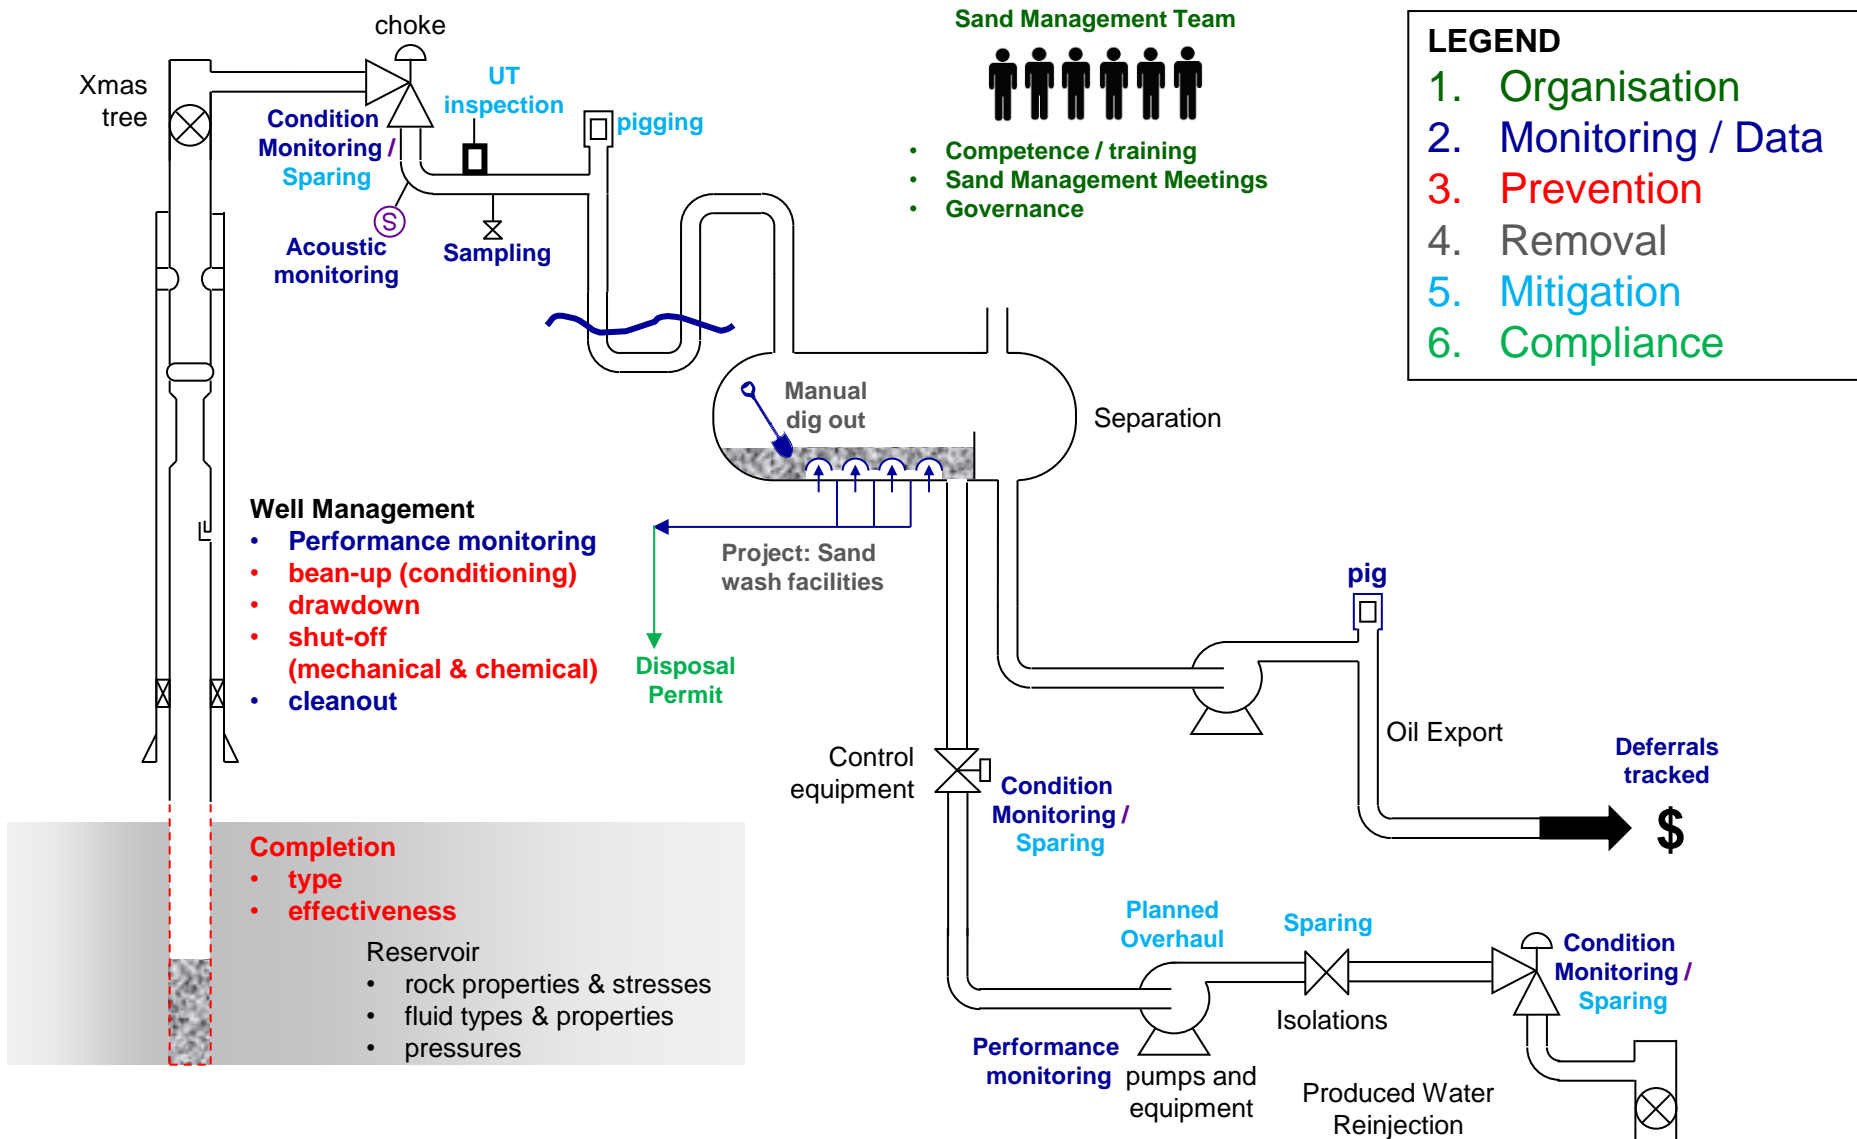 Sand Management Team
choke
Xmas
tree
UT
inspection
pigging
Condition
Monitoring /
Sparing
S
Acoustic
monitoring
Sampling
• Competence / training
• Sand Management Meetings
• Governance
LEGEND
1. Organisation
2. Monitoring / Data
3. Prevention
4. Removal
5. Mitigation
6. Compliance
Manual
dig out
Separation
Well Management
• Performance monitoring
• bean-up (conditioning)
• drawdown
• shut-off
(mechanical & chemical)
• cleanout
Project: Sand
wash facilities
Disposal
Permit
pig
Oil Export
Deferrals
tracked
$
Control
equipment
Condition
Monitoring /
Sparing
Completion
• type
• effectiveness
Reservoir
• rock properties & stresses
• fluid types & properties
• pressures
Planned
Overhaul
Sparing
Condition
Monitoring /
Sparing
Isolations
Performance
monitoring
pumps and
equipment
Produced Water
Reinjection